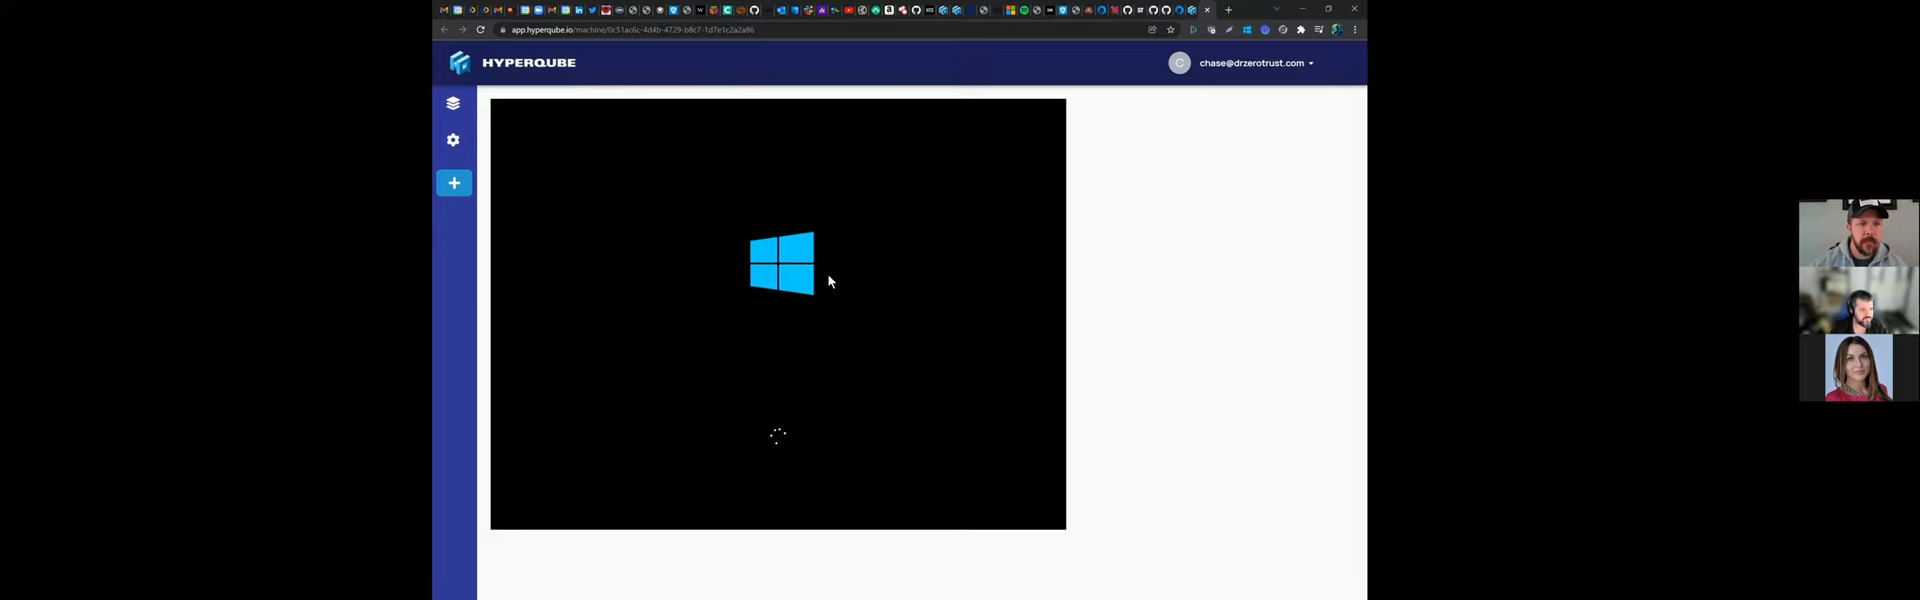 app.hyperqube.io/machine/0c51ac6c-4d4b-4729-b8c7-1d7e1c2a2a86
HYPERQUBE
C
chase@drzerotrust.com